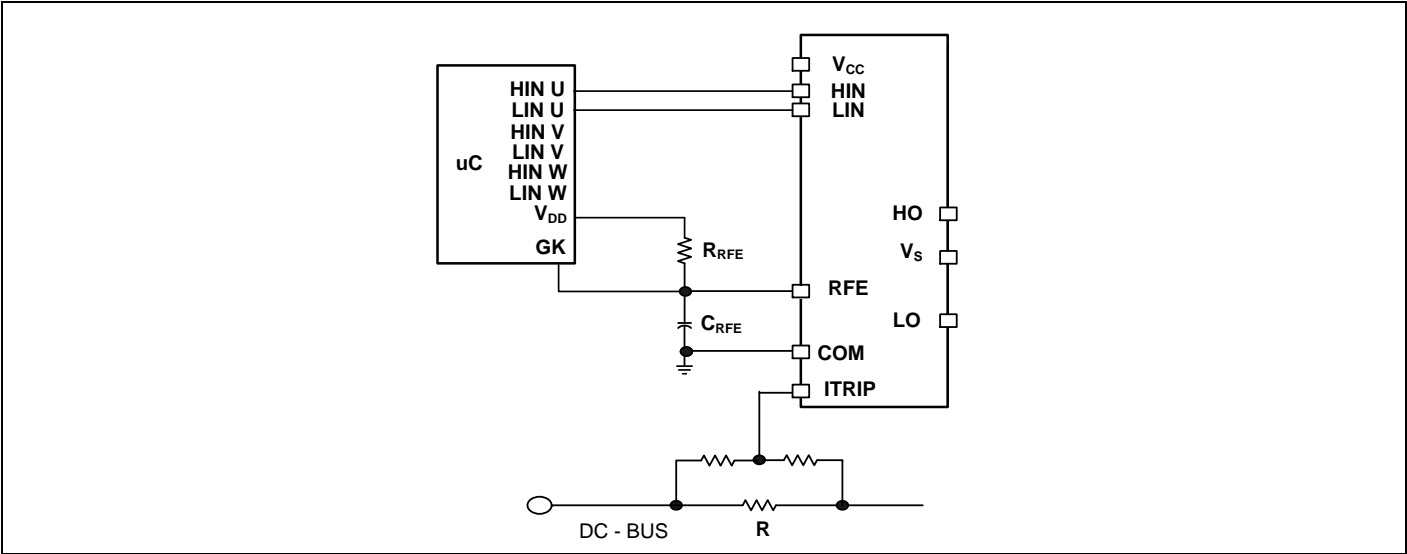 uC
HIN U
LIN U
HIN V
LIN V
HIN W
LIN W
VDD
GK
RRFE
CRFE
VCC
HIN
LIN
HO
VS
RFE
LO
COM
ITRIP
DC - BUS
R